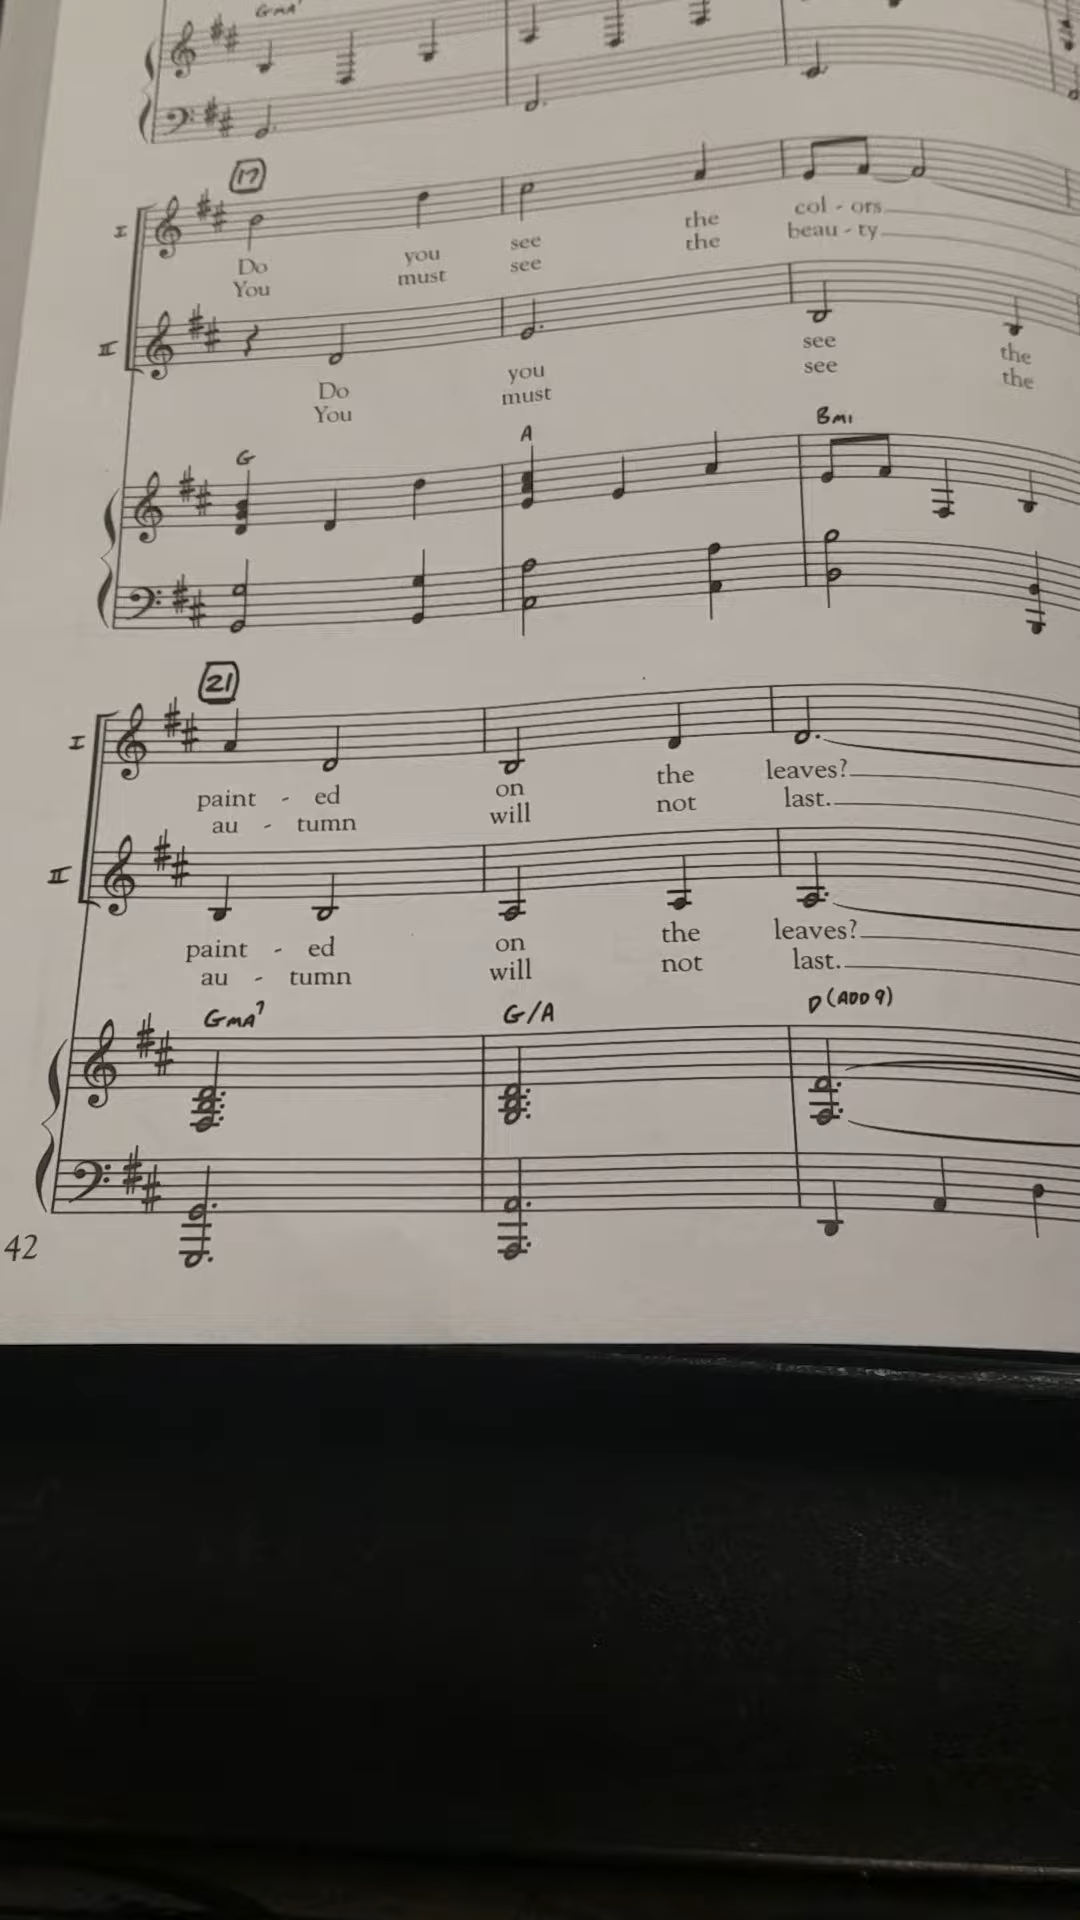 Gma7
17
I
Do you see the col - ors
You must see the beau - ty
II
Do you see the
You must see the
G A Bmi
21
I
paint - ed on the leaves?
au - tumn will not last.
II
paint - ed on the leaves?
au - tumn will not last.
Gma7 G/A D(ADD9)
42